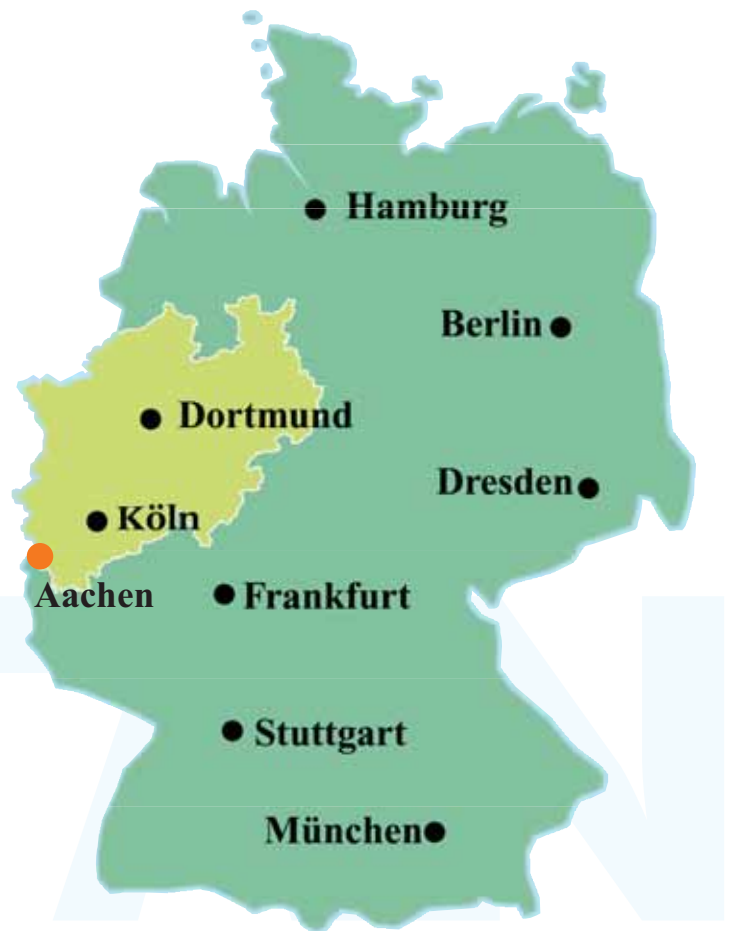 Hamburg
Berlin
Dortmund
Dresden
Köln
Aachen
Frankfurt
Stuttgart
München